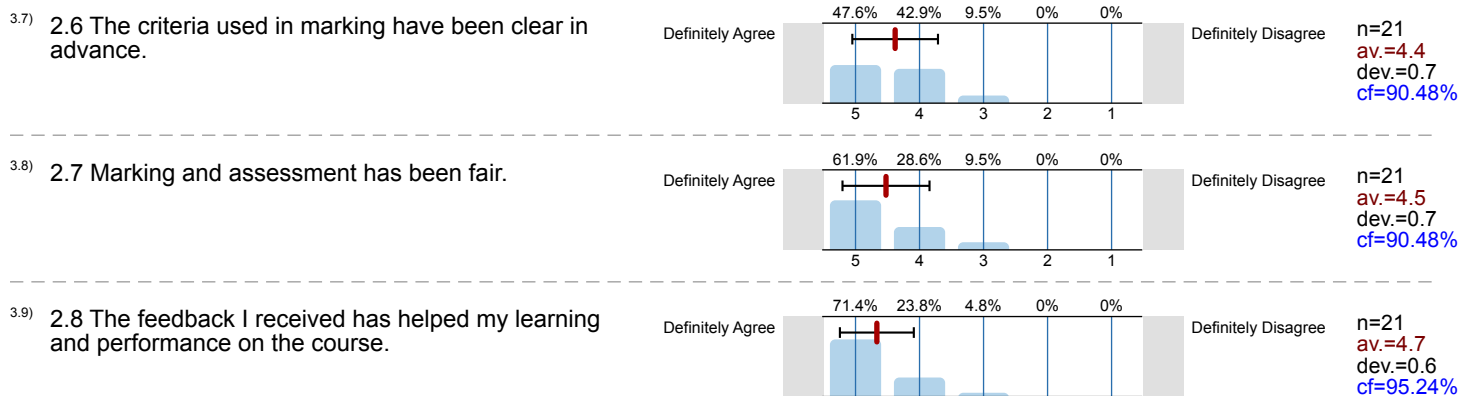 47.6% 42.9% 9.5% 0% 0%
3.7) 2.6 The criteria used in marking have been clear in
advance.
Definitely Agree
Definitely Disagree
n=21
av.=4.4
dev.=0.7
cf=90.48%
5 4 3 2 1
61.9% 28.6% 9.5% 0% 0%
3.8) 2.7 Marking and assessment has been fair.
Definitely Agree
Definitely Disagree
n=21
av.=4.5
dev.=0.7
cf=90.48%
5 4 3 2 1
71.4% 23.8% 4.8% 0% 0%
3.9) 2.8 The feedback I received has helped my learning
and performance on the course.
Definitely Agree
Definitely Disagree
n=21
av.=4.7
dev.=0.6
cf=95.24%